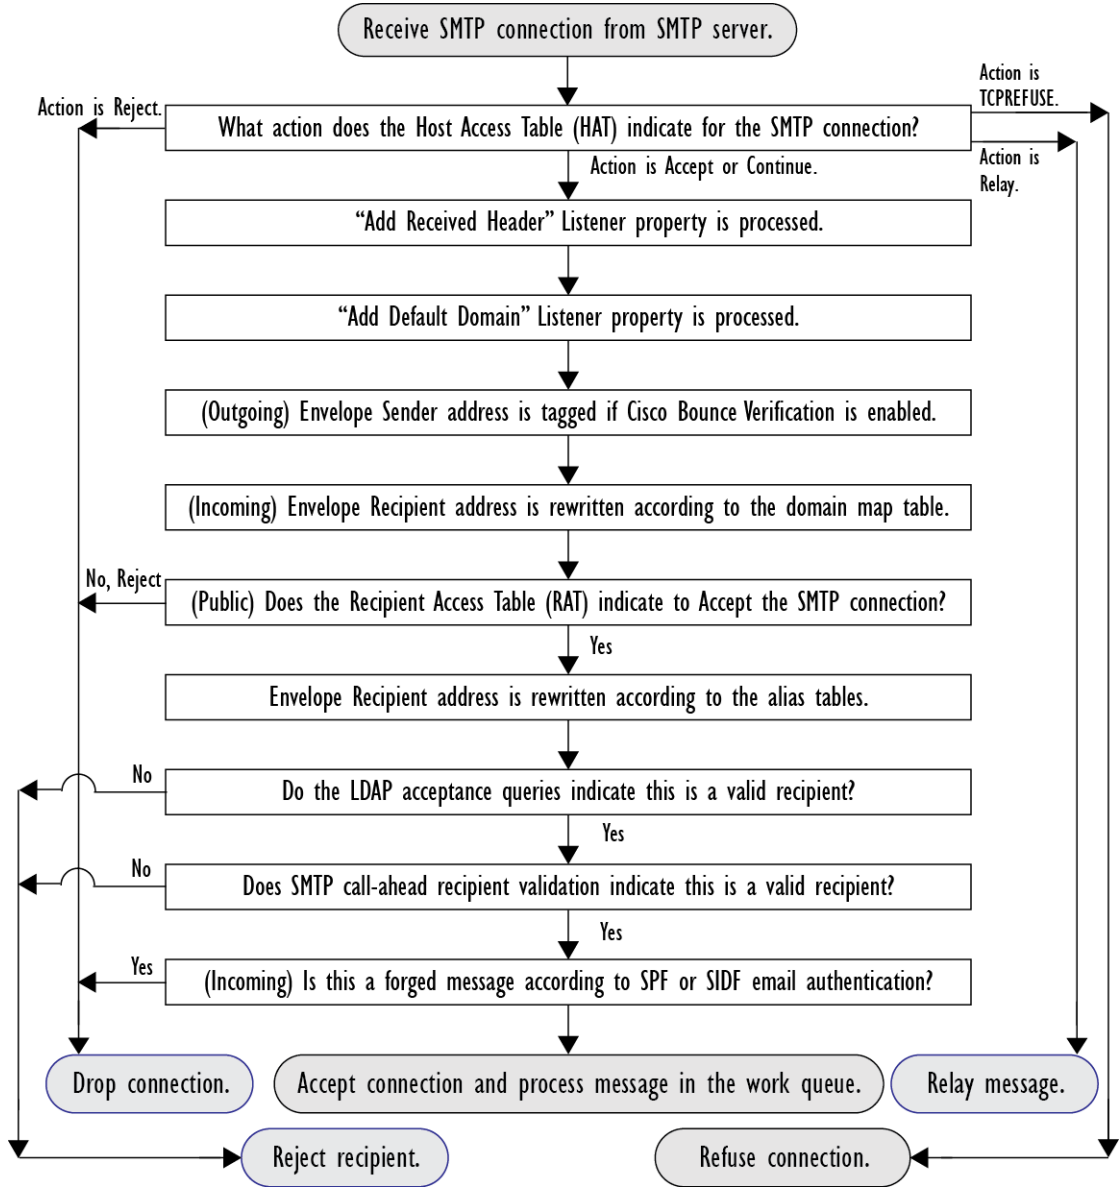 Receive SMTP connection from SMTP server.
Action is
TCPREFUSE.
Action is Reject.
What action does the Host Access Table (HAT) indicate for the SMTP connection?
Action is Accept or Continue.
Action is
Relay.
“Add Received Header” Listener property is processed.
“Add Default Domain” Listener property is processed.
(Outgoing) Envelope Sender address is tagged if Cisco Bounce Verification is enabled.
(Incoming) Envelope Recipient address is rewritten according to the domain map table.
No, Reject
(Public) Does the Recipient Access Table (RAT) indicate to Accept the SMTP connection?
Yes
Envelope Recipient address is rewritten according to the alias tables.
No
Do the LDAP acceptance queries indicate this is a valid recipient?
Yes
No
Does SMTP call-ahead recipient validation indicate this is a valid recipient?
Yes
Yes
(Incoming) Is this a forged message according to SPF or SIDF email authentication?
Drop connection.
Accept connection and process message in the work queue.
Relay message.
Reject recipient.
Refuse connection.